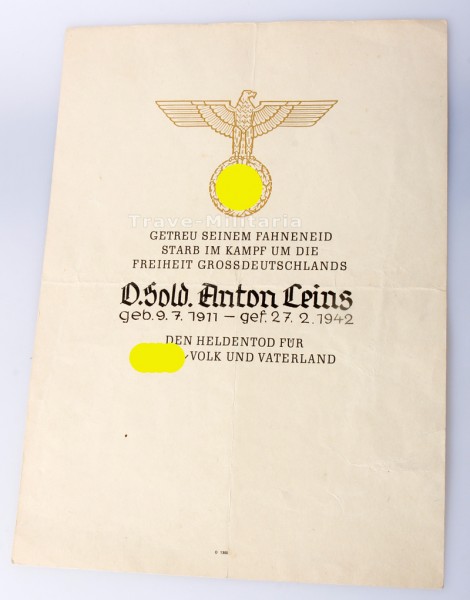 Trave-Militaria
GETREU SEINEM FAHNENEID
STARB IM KAMPF UM DIE
FREIHEIT GROSSDEUTSCHLANDS
O.Sold. Anton Leins
geb. 9. 7. 1911 – gef. 27. 2. 1942
DEN HELDENTOD FÜR
VOLK UND VATERLAND